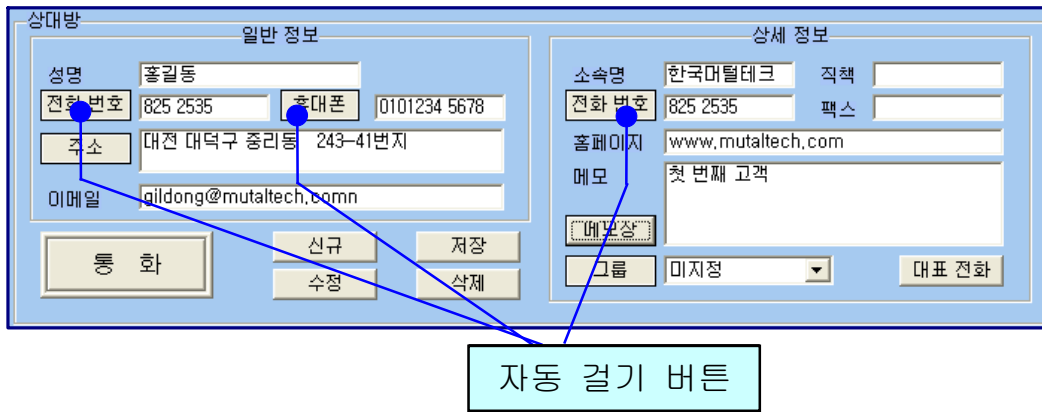 상대방
일반 정보
성명 홍길동
전화 번호 825 2535 휴대폰 0101234 5678
주소 대전 대덕구 중리동 243-41번지
이메일 gildong@mutaltech.comn
통 화 신규 저장
수정 삭제
상세 정보
소속명 한국머털테크 직책
전화 번호 825 2535 팩스
홈페이지 www.mutaltech.com
메모 첫 번째 고객
메모장
그룹 미지정 대표 전화
자동 걸기 버튼